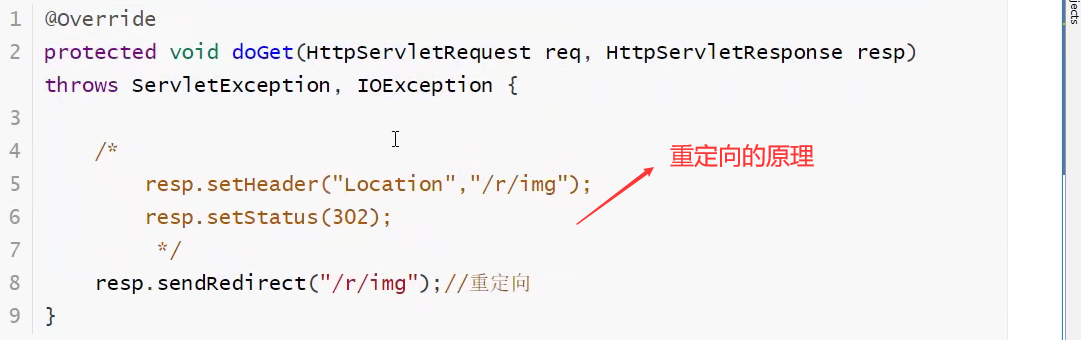 1 @Override
2 protected void doGet(HttpServletRequest req, HttpServletResponse resp)
throws ServletException, IOException {
3
4 /*
5 resp.setHeader("Location","/r/img");
重定向的原理
6 resp.setStatus(302);
7 */
8 resp.sendRedirect("/r/img");//重定向
9 }
jects